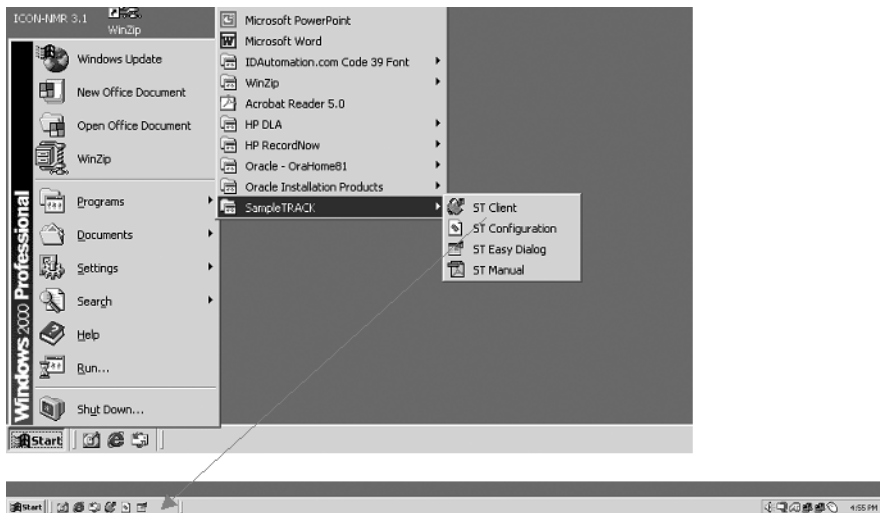 ICON-NMR 3.1
WinZip
Windows Update
New Office Document
Open Office Document
WinZip
Programs
Documents
Settings
Search
Help
Run...
Shut Down...
Windows 2000 Professional
Microsoft PowerPoint
Microsoft Word
IDAutomation.com Code 39 Font
WinZip
Acrobat Reader 5.0
HP DLA
HP RecordNow
Oracle - OraHome81
Oracle Installation Products
SampleTRACK
ST Client
ST Configuration
ST Easy Dialog
ST Manual
Start
Start
4:55 PM